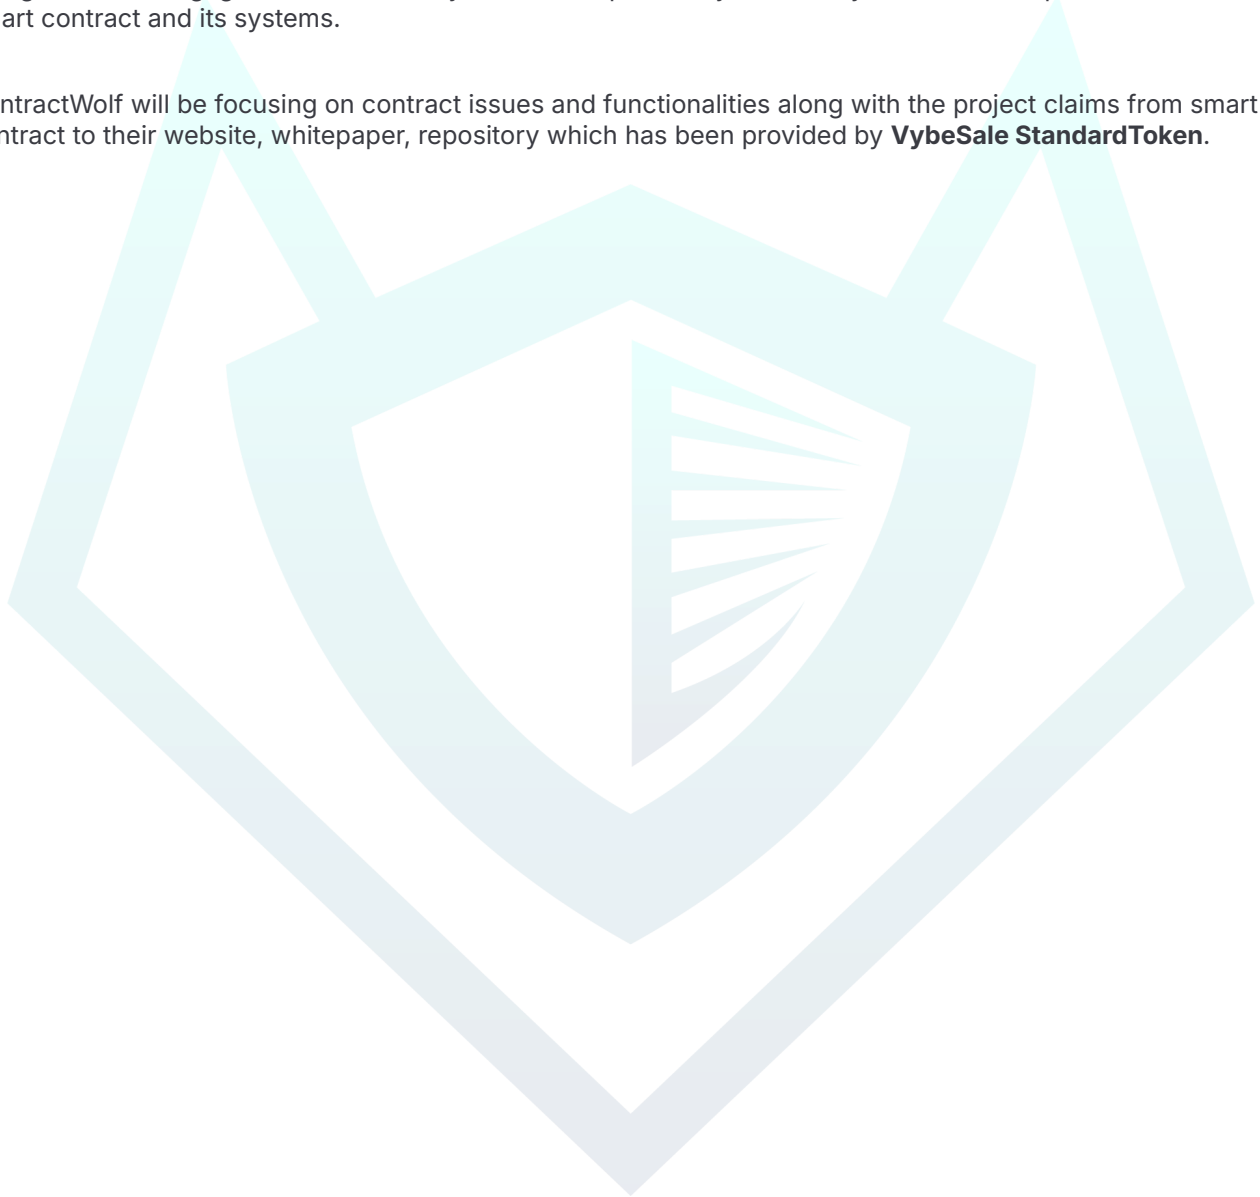 art contract and its systems.
ntractWolf will be focusing on contract issues and functionalities along with the project claims from smart
ntract to their website, whitepaper, repository which has been provided by VybeSale StandardToken.